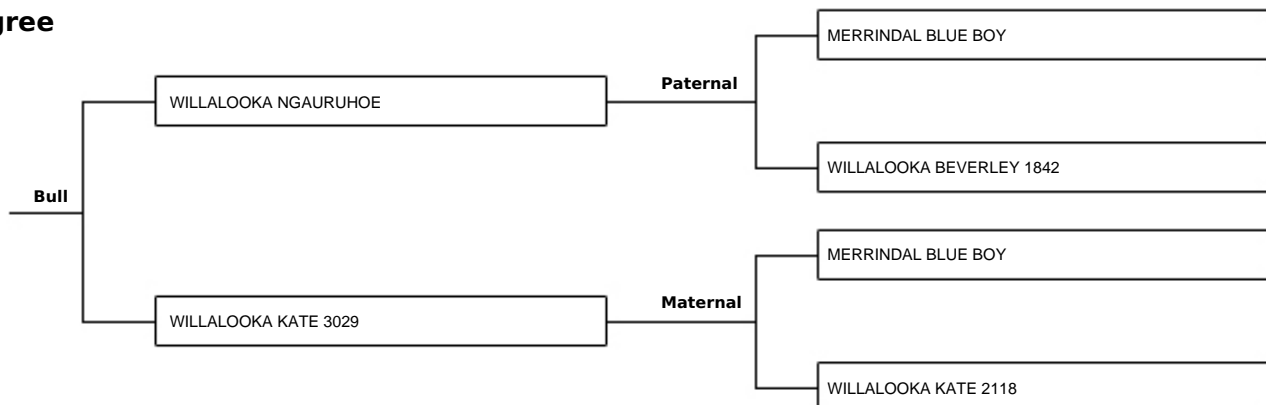 gree
MERRINDAL BLUE BOY
Paternal
WILLALOOKA NGAURUHOE
WILLALOOKA BEVERLEY 1842
Bull
MERRINDAL BLUE BOY
Maternal
WILLALOOKA KATE 3029
WILLALOOKA KATE 2118